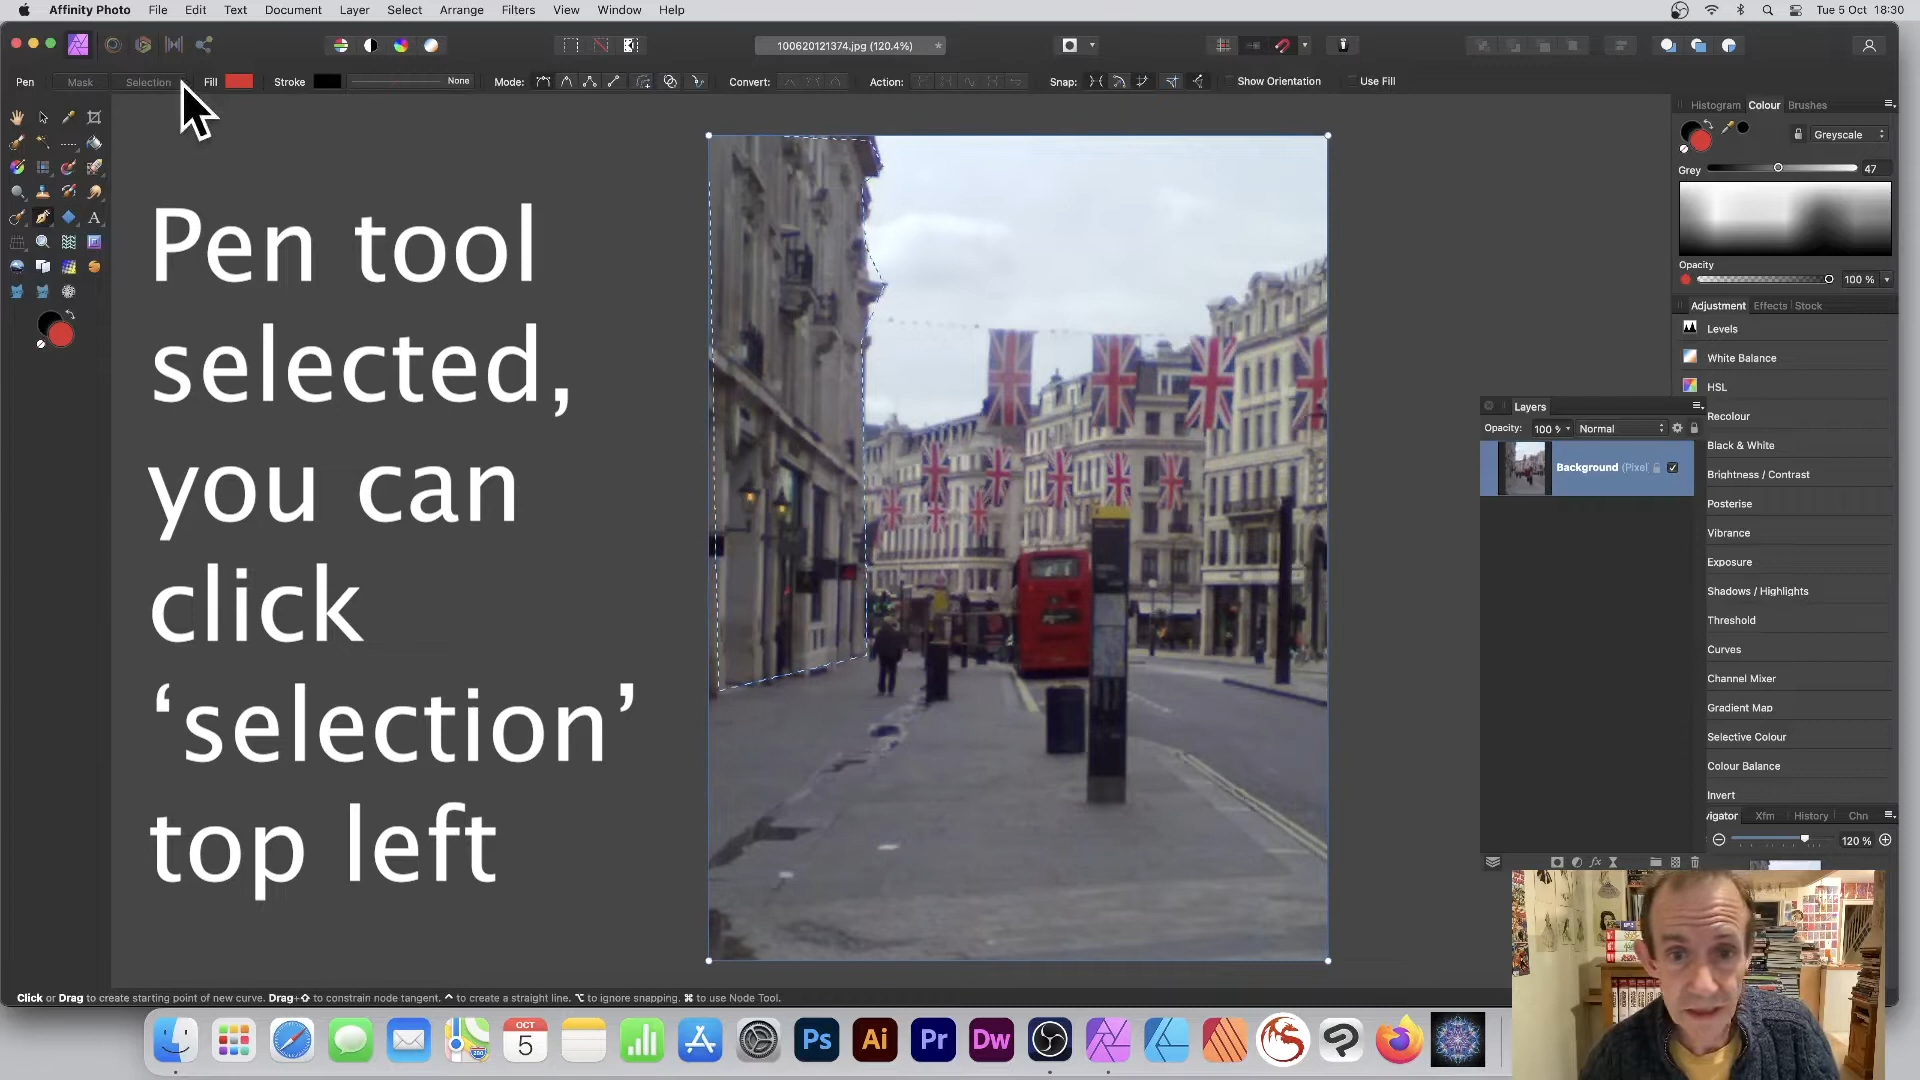 Affinity Photo File Edit Text Document Layer Select Arrange Filters View Window Help Tue 5 Oct 18:30
100620121374.jpg (120.4%)
Pen Mask Selection Fill Stroke None Mode: Convert: Action: Snap: Show Orientation Use Fill
Histogram Colour Brushes
Greyscale
Grey 47
Opacity
100 %
Adjustment Effects Stock
Levels
White Balance
HSL
Recolour
Black & White
Brightness / Contrast
Posterise
Vibrance
Exposure
Shadows / Highlights
Threshold
Curves
Channel Mixer
Gradient Map
Selective Colour
Colour Balance
Invert
vigator Xfm History Chn
120 %
Layers
Opacity: 100 % Normal
Background (Pixel)
Pen tool
selected,
you can
click
‘selection’
top left
Click or Drag to create starting point of new curve. Drag+⇧ to constrain node tangent. ^ to create a straight line. ⌥ to ignore snapping. ⌘ to use Node Tool.
OCT
5
280
Ps Ai Pr Dw